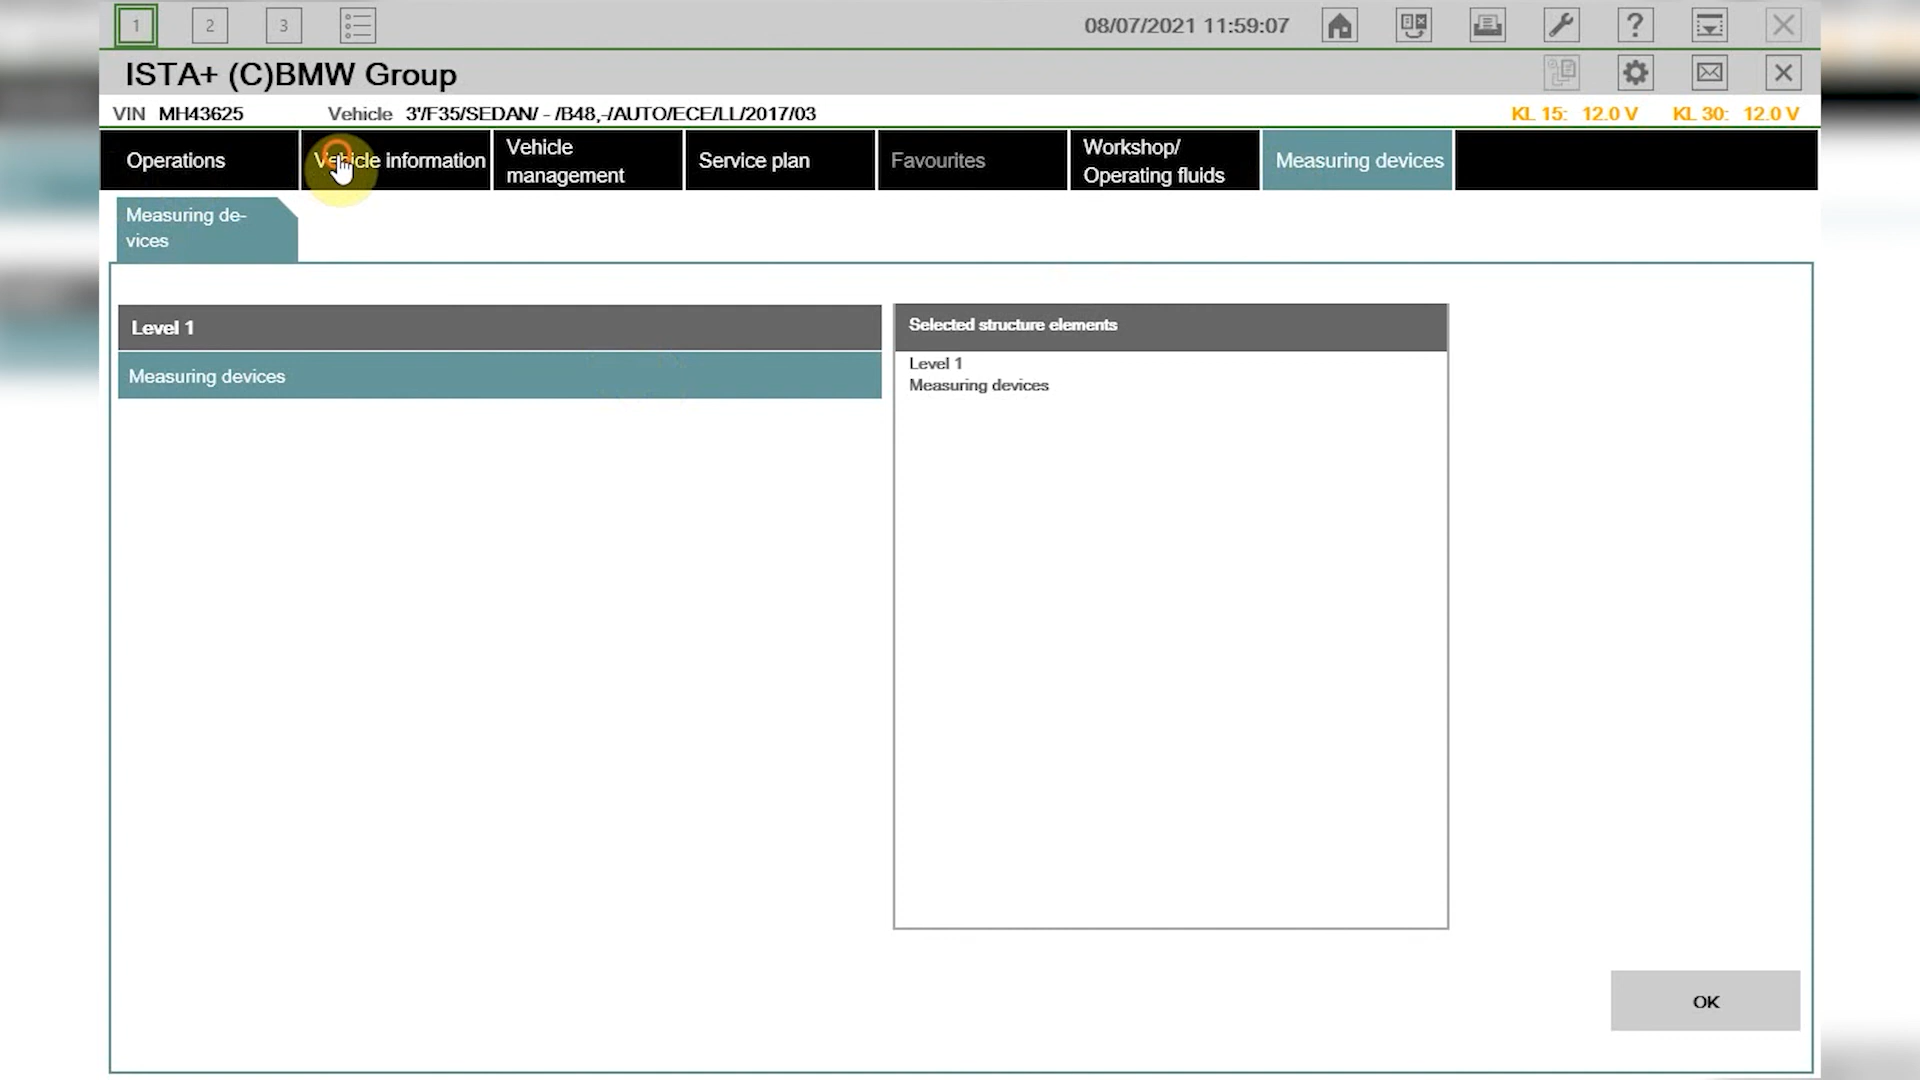 1 2 3 08/07/2021 11:59:07 ?
ISTA+ (C)BMW Group
VIN MH43625 Vehicle 3'/F35/SEDAN/ - /B48,-/AUTO/ECE/LL/2017/03 KL 15: 12.0 V KL 30: 12.0 V
Operations
Vehicle information
Vehicle
management
Service plan
Favourites
Workshop/
Operating fluids
Measuring devices
Measuring de-
vices
Level 1
Measuring devices
Selected structure elements
Level 1
Measuring devices
OK